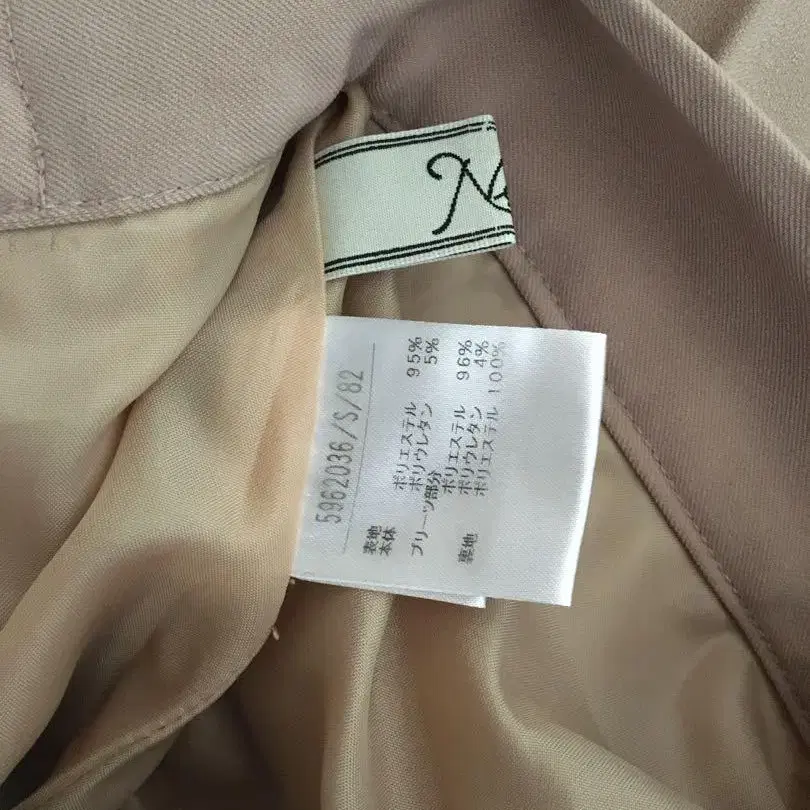 5962036/S/82
表地
本体 ポリエステル 95%
ポリウレタン 5%
プリーツ部分
ポリエステル 96%
ポリウレタン 4%
裏地 ポリエステル 100%